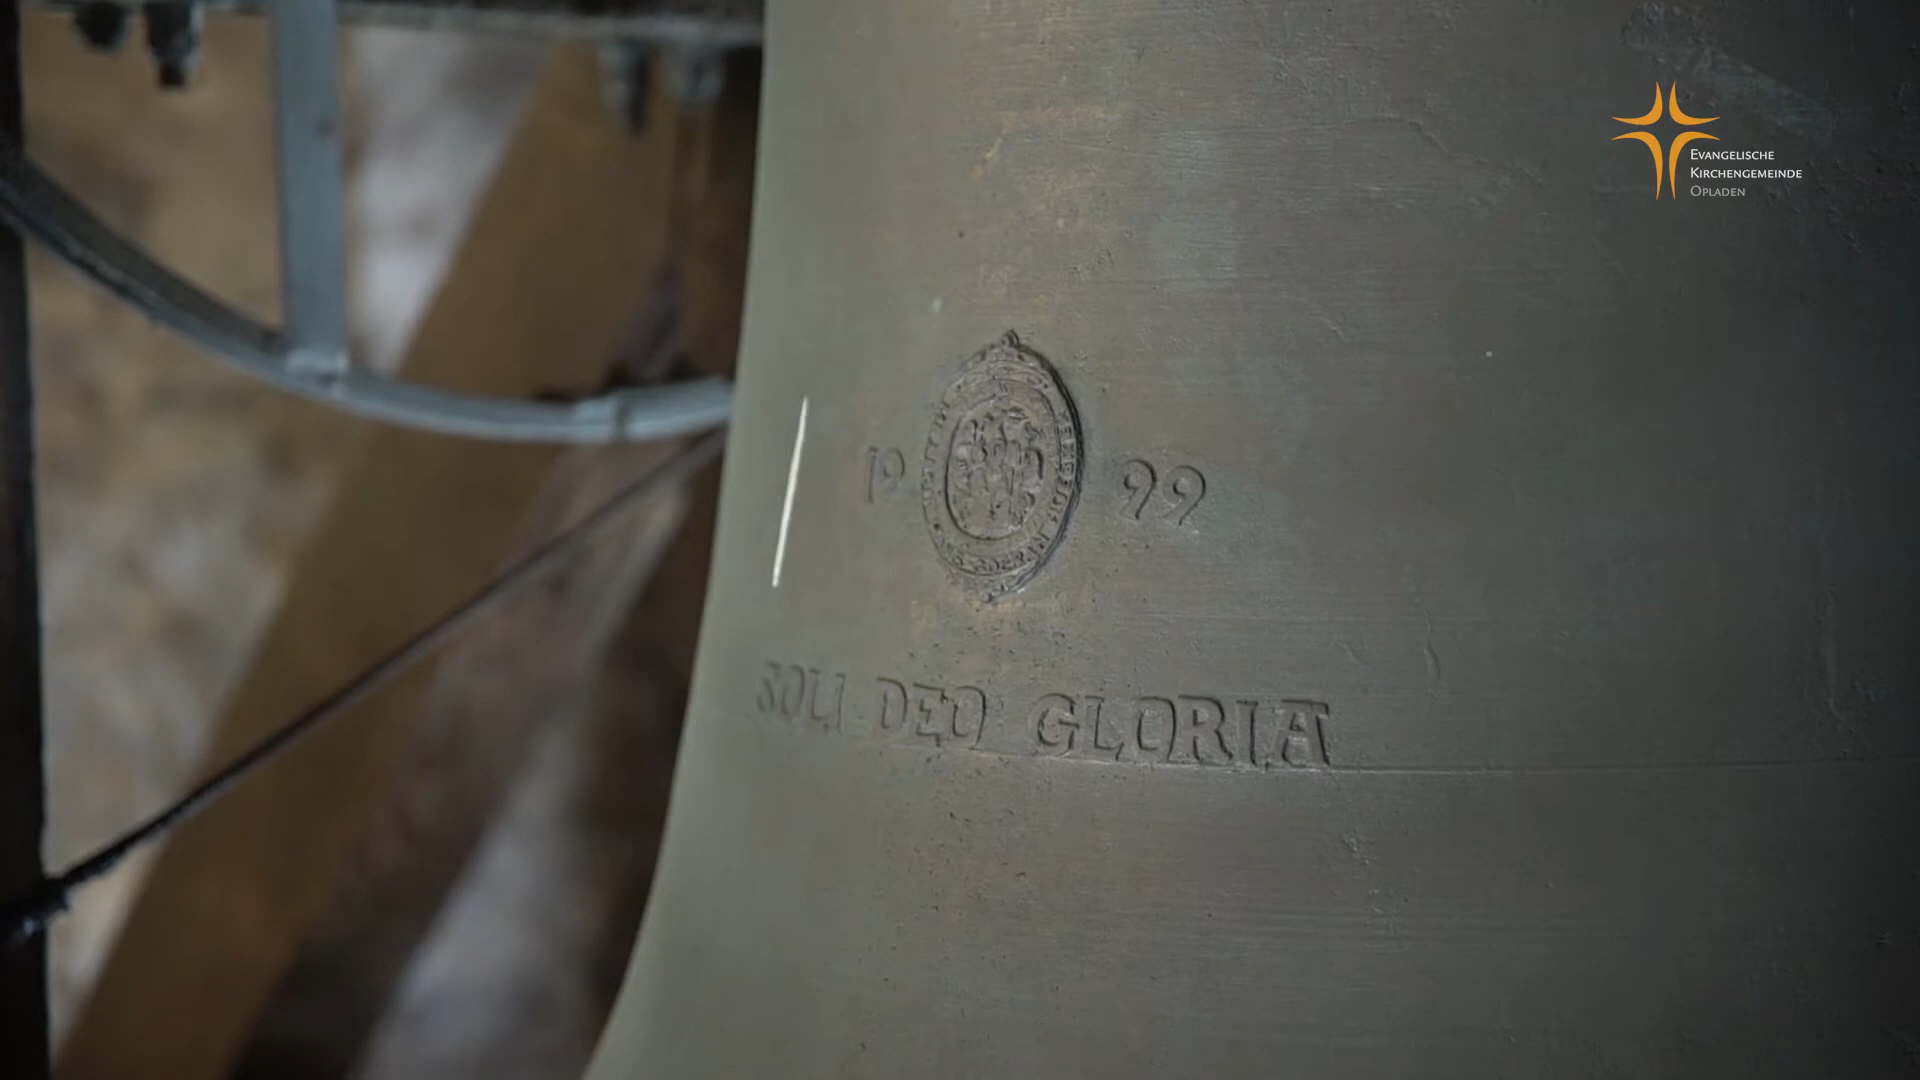 EVANGELISCHE
KIRCHENGEMEINDE
OPLADEN
19 99
SOLI DEO GLORIA